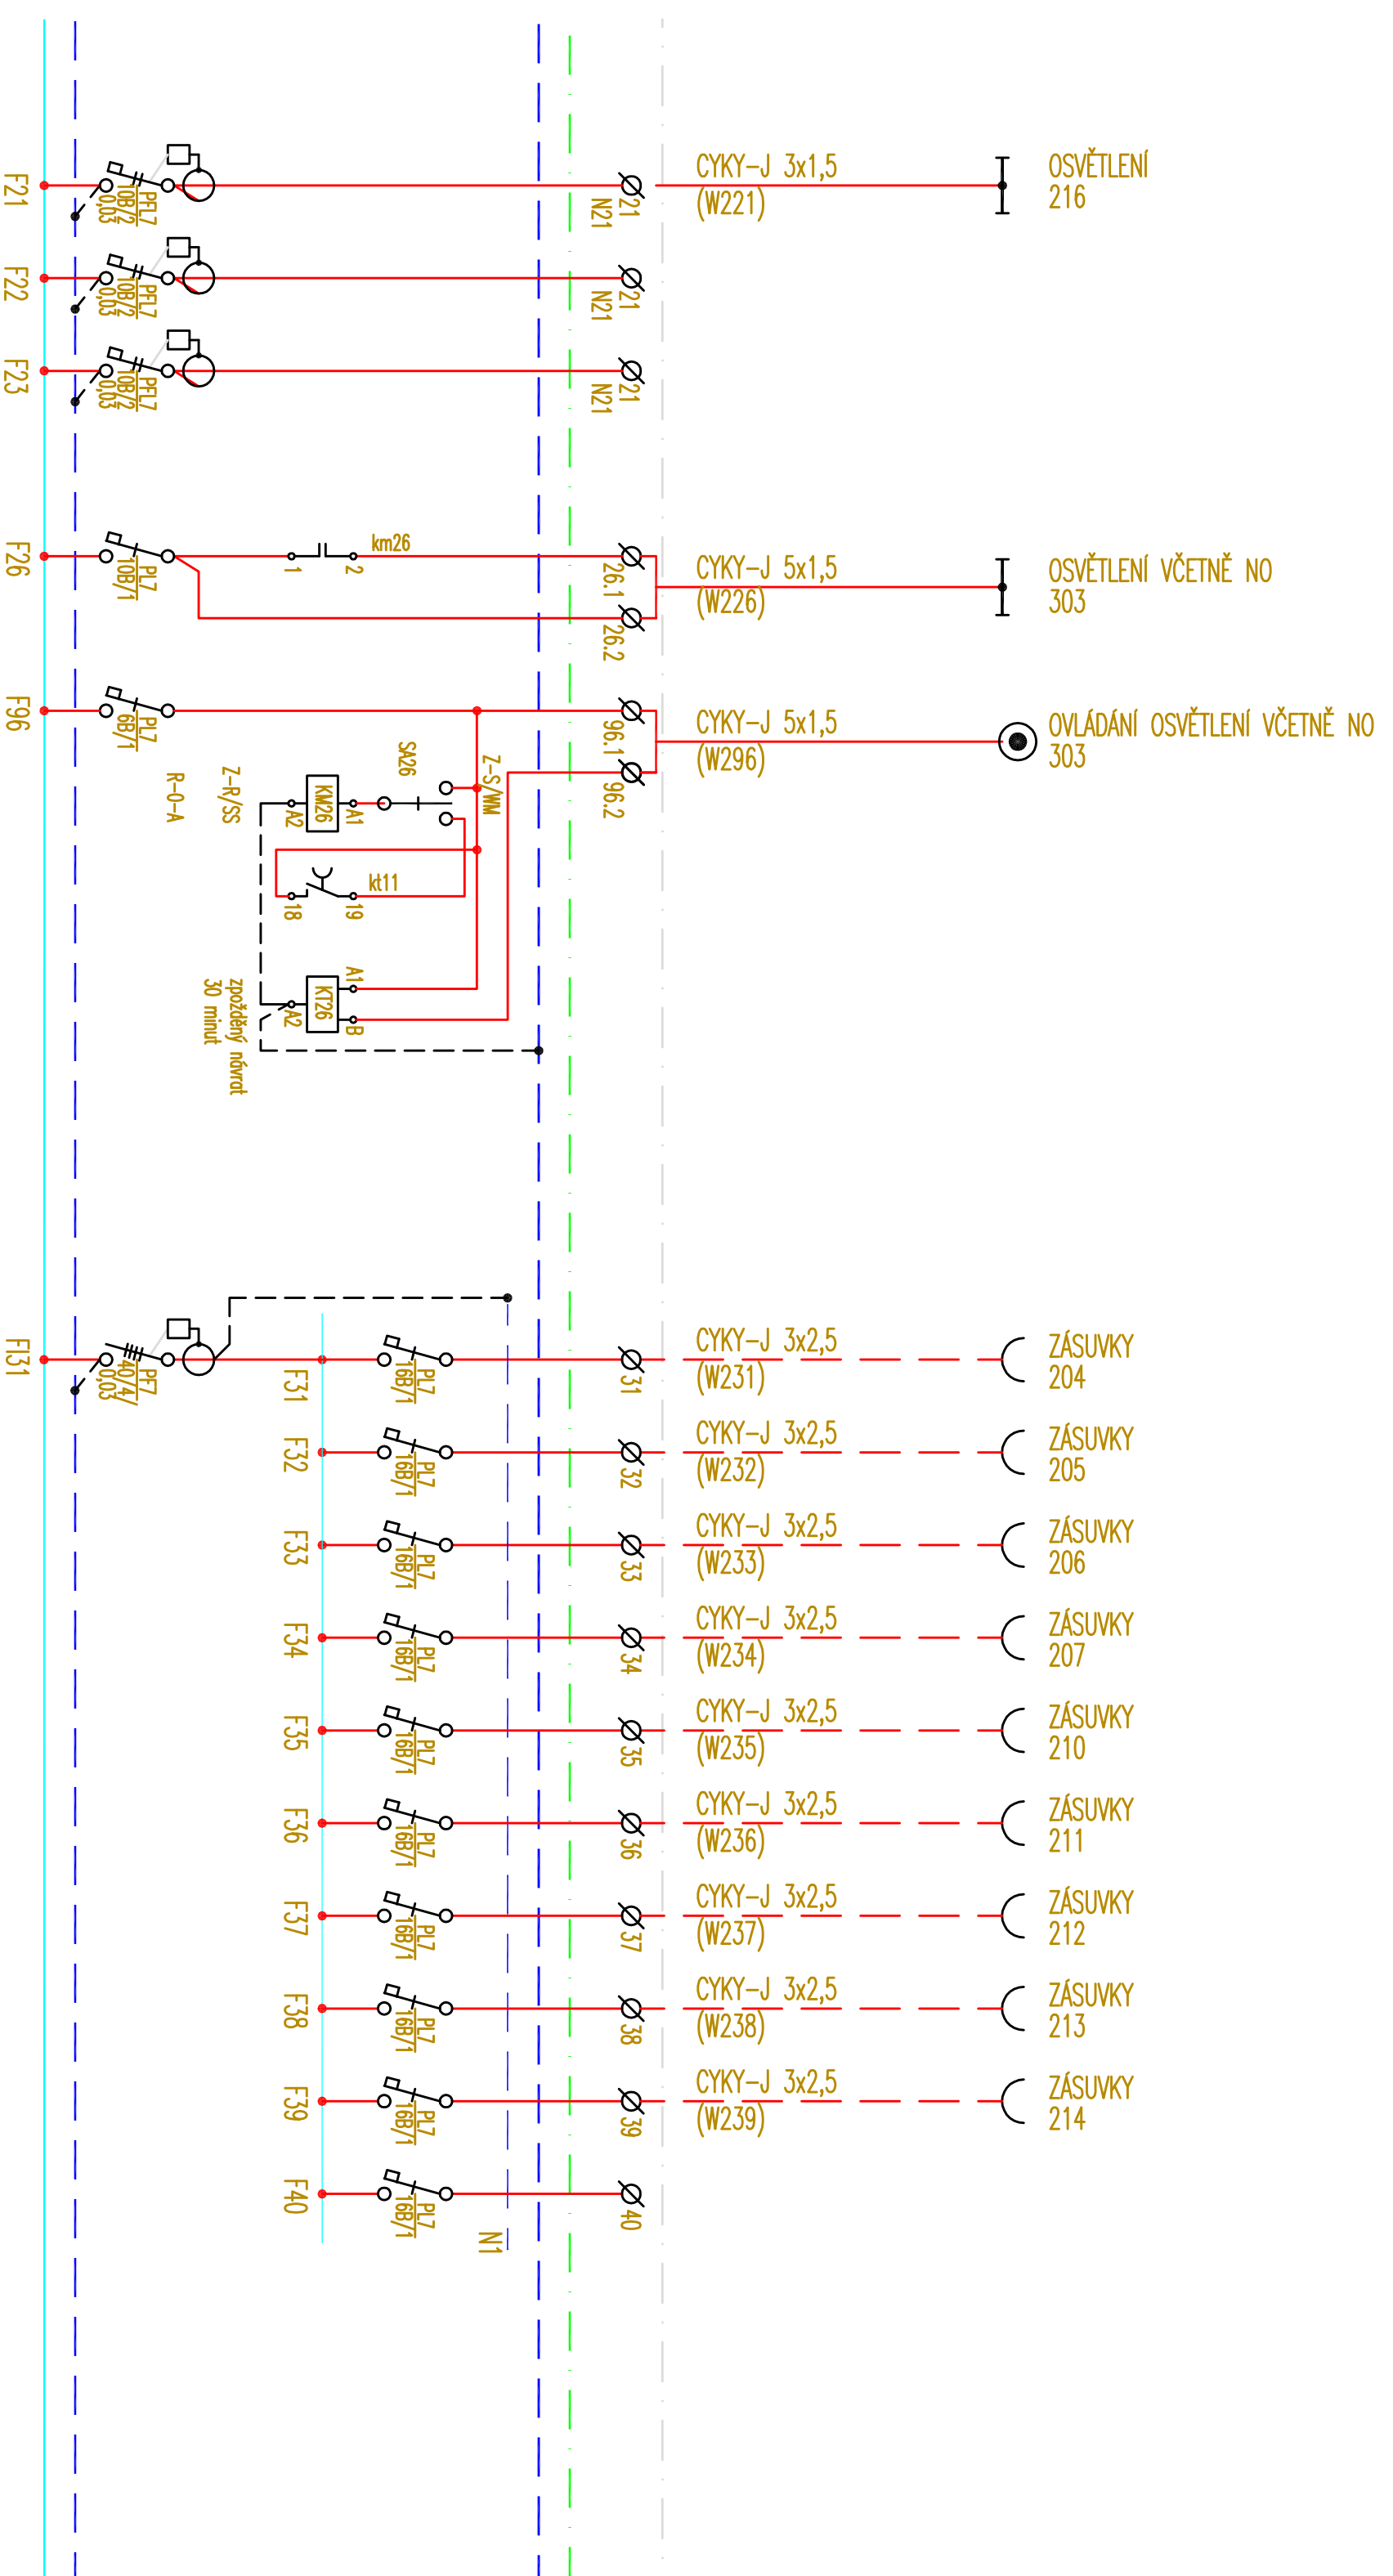 F21
PFL7
10B/2
0,03
21
N21
CYKY-J 3x1,5
(W221)
OSVĚTLENÍ
216
F22
PFL7
10B/2
0,03
21
N21
F23
PFL7
10B/2
0,03
21
N21
F26
PL7
10B/1
1
2
km26
26.1
26.2
CYKY-J 5x1,5
(W226)
OSVĚTLENÍ VČETNĚ NO
303
F96
PL7
6B/1
96.1
96.2
CYKY-J 5x1,5
(W296)
OVLÁDÁNÍ OSVĚTLENÍ VČETNĚ NO
303
R-O-A
Z-R/SS
SA26
Z-S/WM
A2
KM26
A1
kt11
18
19
A1
KT26
A2
B
zpožděný návrat
30 minut
FI31
PF7
40/4/
0,03
F31
PL7
16B/1
31
CYKY-J 3x2,5
(W231)
ZÁSUVKY
204
F32
PL7
16B/1
32
CYKY-J 3x2,5
(W232)
ZÁSUVKY
205
F33
PL7
16B/1
33
CYKY-J 3x2,5
(W233)
ZÁSUVKY
206
F34
PL7
16B/1
34
CYKY-J 3x2,5
(W234)
ZÁSUVKY
207
F35
PL7
16B/1
35
CYKY-J 3x2,5
(W235)
ZÁSUVKY
210
F36
PL7
16B/1
36
CYKY-J 3x2,5
(W236)
ZÁSUVKY
211
F37
PL7
16B/1
37
CYKY-J 3x2,5
(W237)
ZÁSUVKY
212
F38
PL7
16B/1
38
CYKY-J 3x2,5
(W238)
ZÁSUVKY
213
F39
PL7
16B/1
39
CYKY-J 3x2,5
(W239)
ZÁSUVKY
214
F40
PL7
16B/1
40
N1